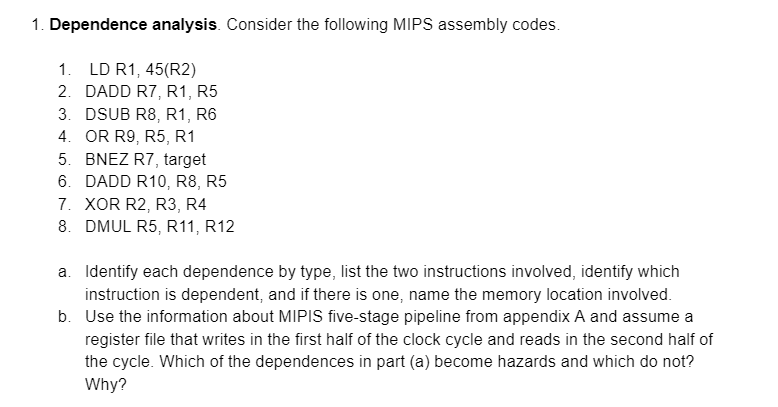 1. Dependence analysis. Consider the following MIPS assembly codes.
1. LD R1, 45(R2)
2. DADD R7, R1, R5
3. DSUB R8, R1, R6
4. OR R9, R5, R1
5. BNEZ R7, target
6. DADD R10, R8, R5
7. XOR R2, R3, R4
8. DMUL R5, R11, R12
a. Identify each dependence by type, list the two instructions involved, identify which
instruction is dependent, and if there is one, name the memory location involved.
b. Use the information about MIPIS five-stage pipeline from appendix A and assume a
register file that writes in the first half of the clock cycle and reads in the second half of
the cycle. Which of the dependences in part (a) become hazards and which do not?
Why?